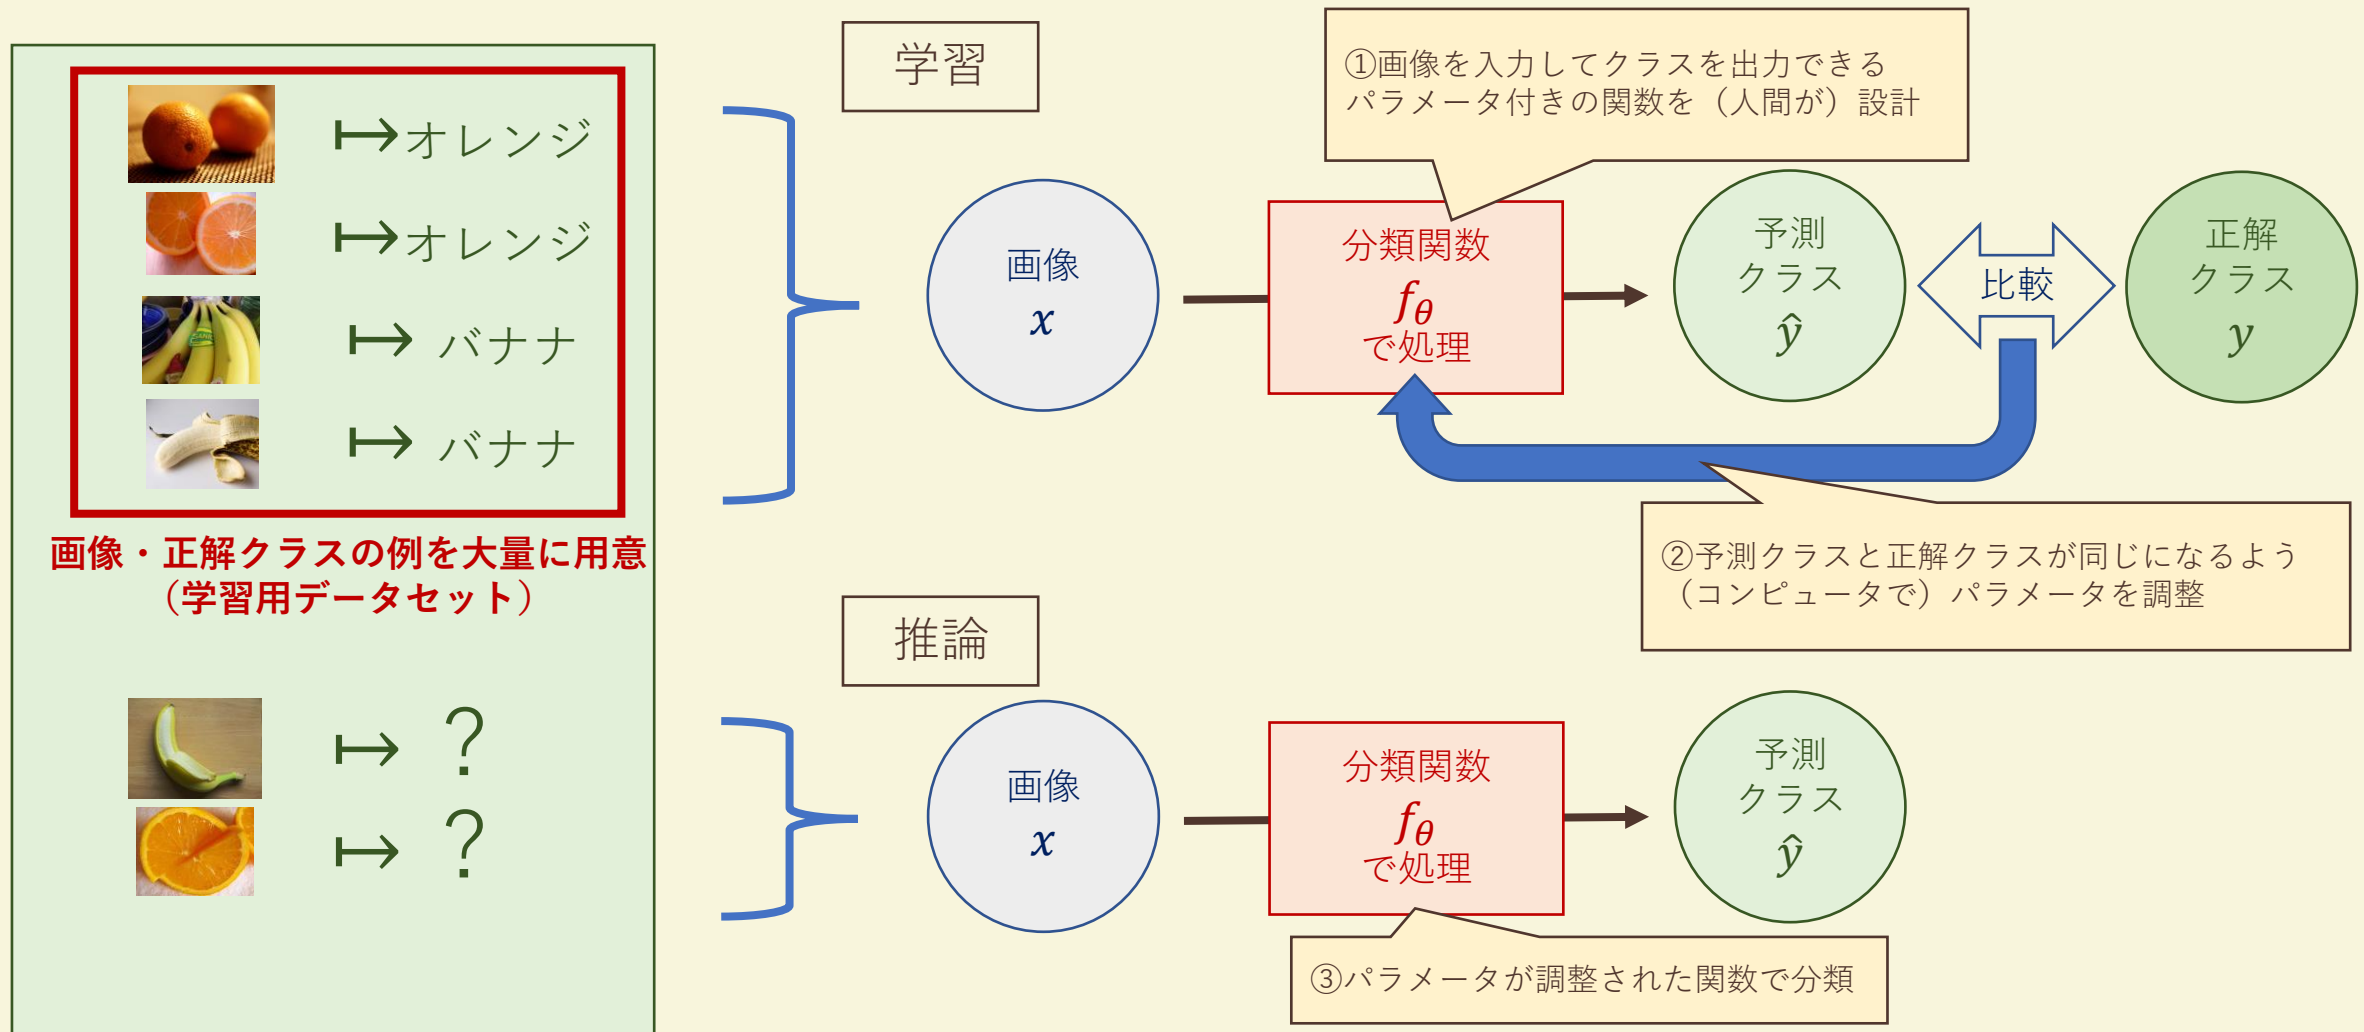 学習
①画像を入力してクラスを出力できる
パラメータ付きの関数を（人間が）設計
↦オレンジ
↦オレンジ
↦ バナナ
↦ バナナ
画像・正解クラスの例を大量に用意
（学習用データセット）
画像
x
分類関数
f_θ
で処理
予測
クラス
ŷ
比較
正解
クラス
y
②予測クラスと正解クラスが同じになるよう
（コンピュータで）パラメータを調整
推論
↦ ？
↦ ？
画像
x
分類関数
f_θ
で処理
予測
クラス
ŷ
③パラメータが調整された関数で分類